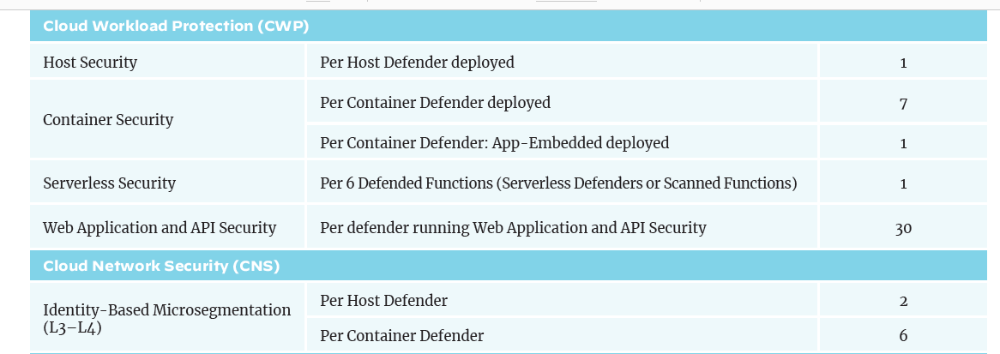 Cloud Workload Protection (CWP)
Host Security
Per Host Defender deployed
1
Container Security
Per Container Defender deployed
7
Per Container Defender: App-Embedded deployed
1
Serverless Security
Per 6 Defended Functions (Serverless Defenders or Scanned Functions)
1
Web Application and API Security
Per defender running Web Application and API Security
30
Cloud Network Security (CNS)
Identity-Based Microsegmentation
(L3–L4)
Per Host Defender
2
Per Container Defender
6